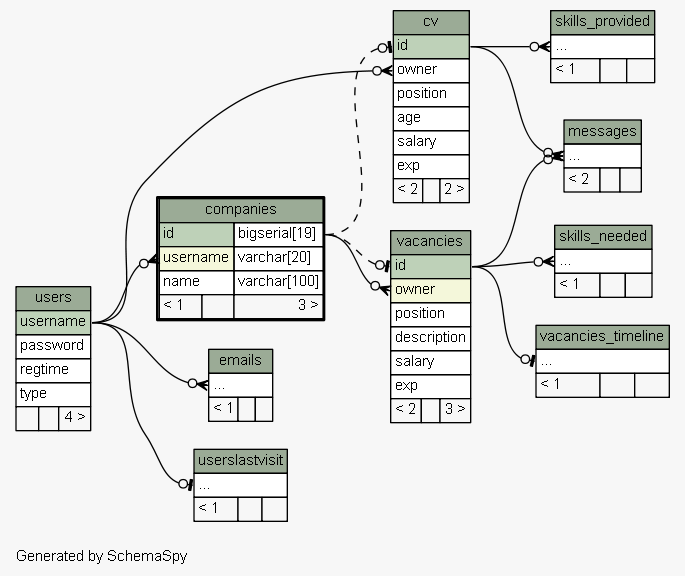 cv
id
owner
position
age
salary
exp
< 2 2 >
skills_provided
...
< 1
messages
...
< 2
companies
id bigserial[19]
username varchar[20]
name varchar[100]
< 1 3 >
vacancies
id
owner
position
description
salary
exp
< 2 3 >
skills_needed
...
< 1
vacancies_timeline
...
< 1
users
username
password
regtime
type
4 >
emails
...
< 1
userslastvisit
...
< 1
Generated by SchemaSpy